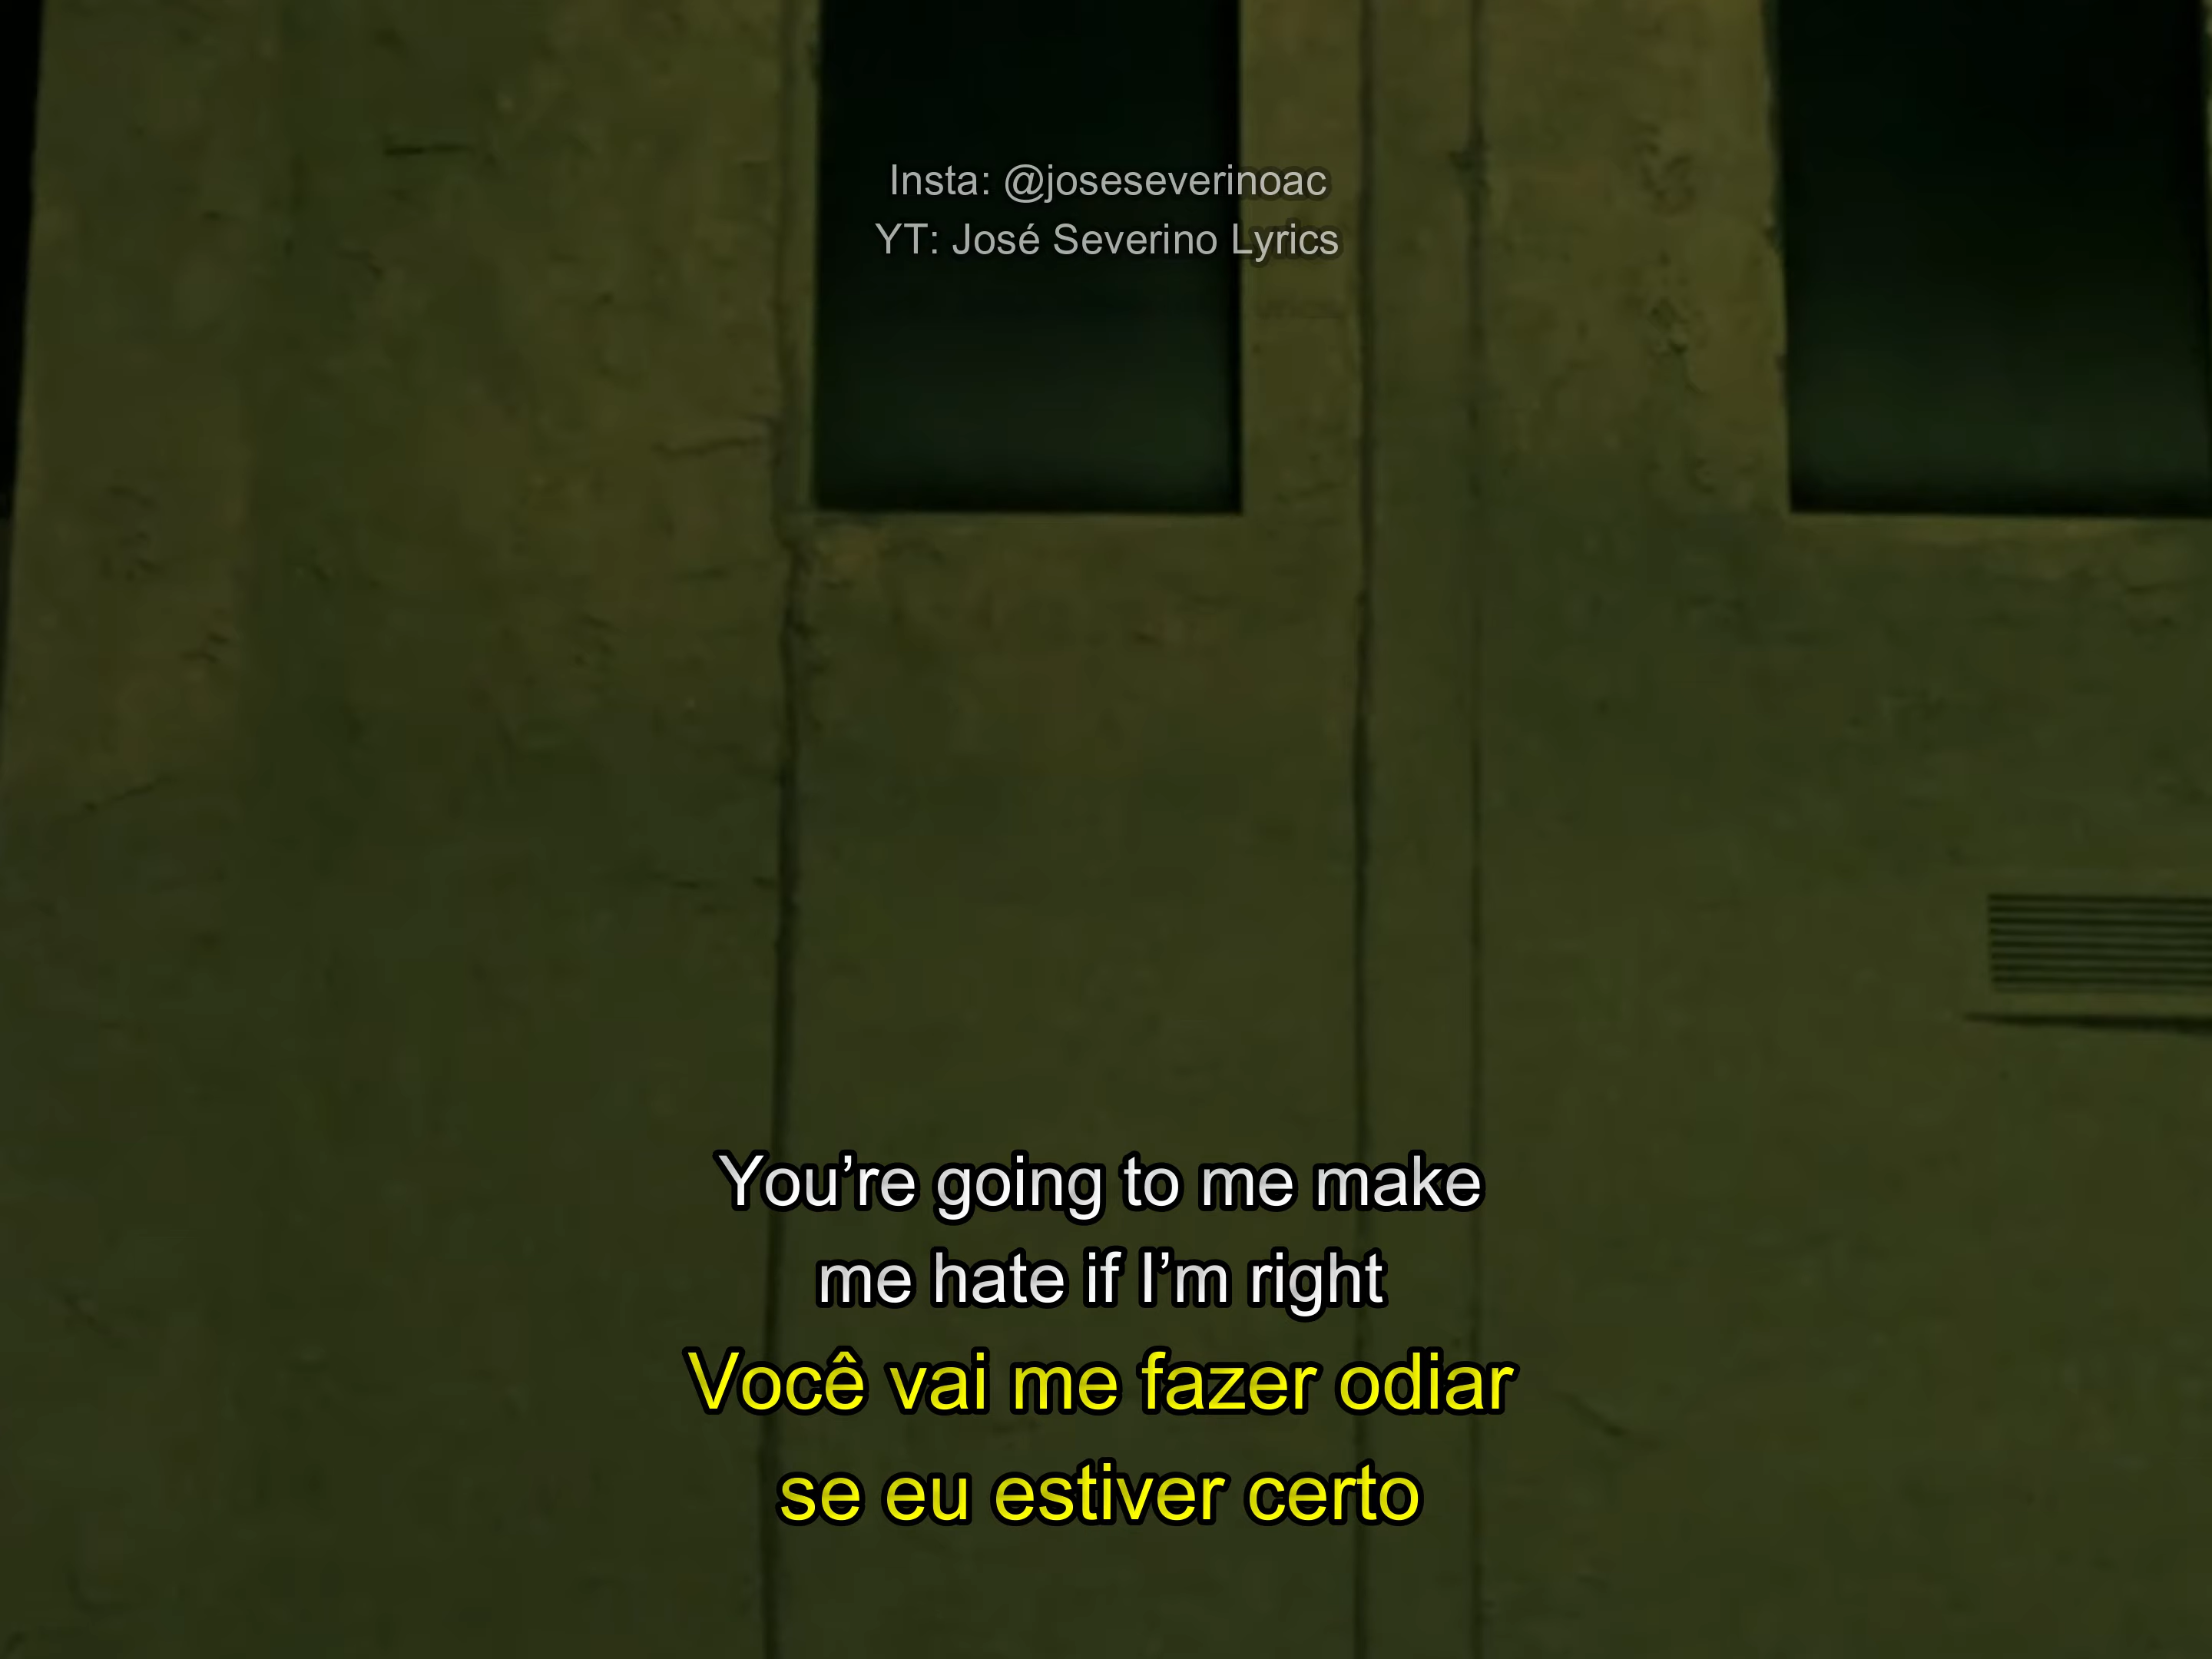 Insta: @joseseverinoac
YT: José Severino Lyrics
You’re going to me make
me hate if I’m right
Você vai me fazer odiar
se eu estiver certo